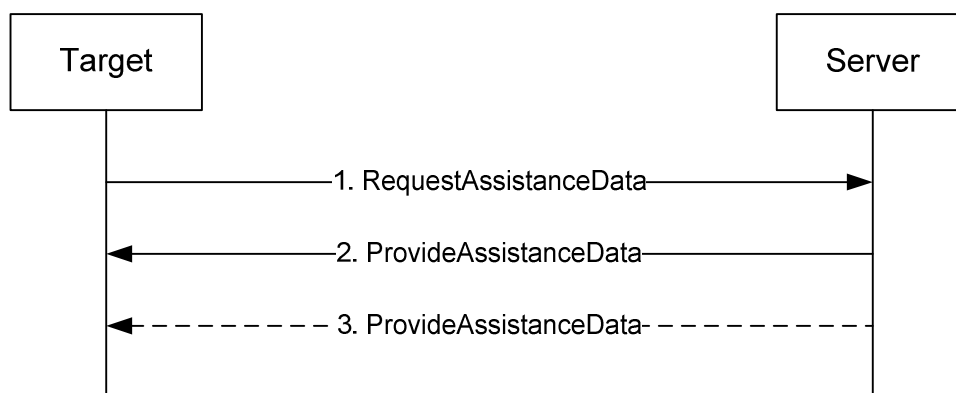 Target
Server
1. RequestAssistanceData
2. ProvideAssistanceData
3. ProvideAssistanceData